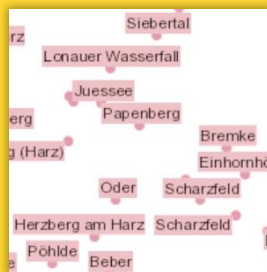 Siebertal
rz
Lonauer Wasserfall
Juessee
erg
Papenberg
Bremke
g (Harz)
Einhornhö
Oder
Scharzfeld
Herzberg am Harz
Scharzfeld
Pöhlde
e
Beber